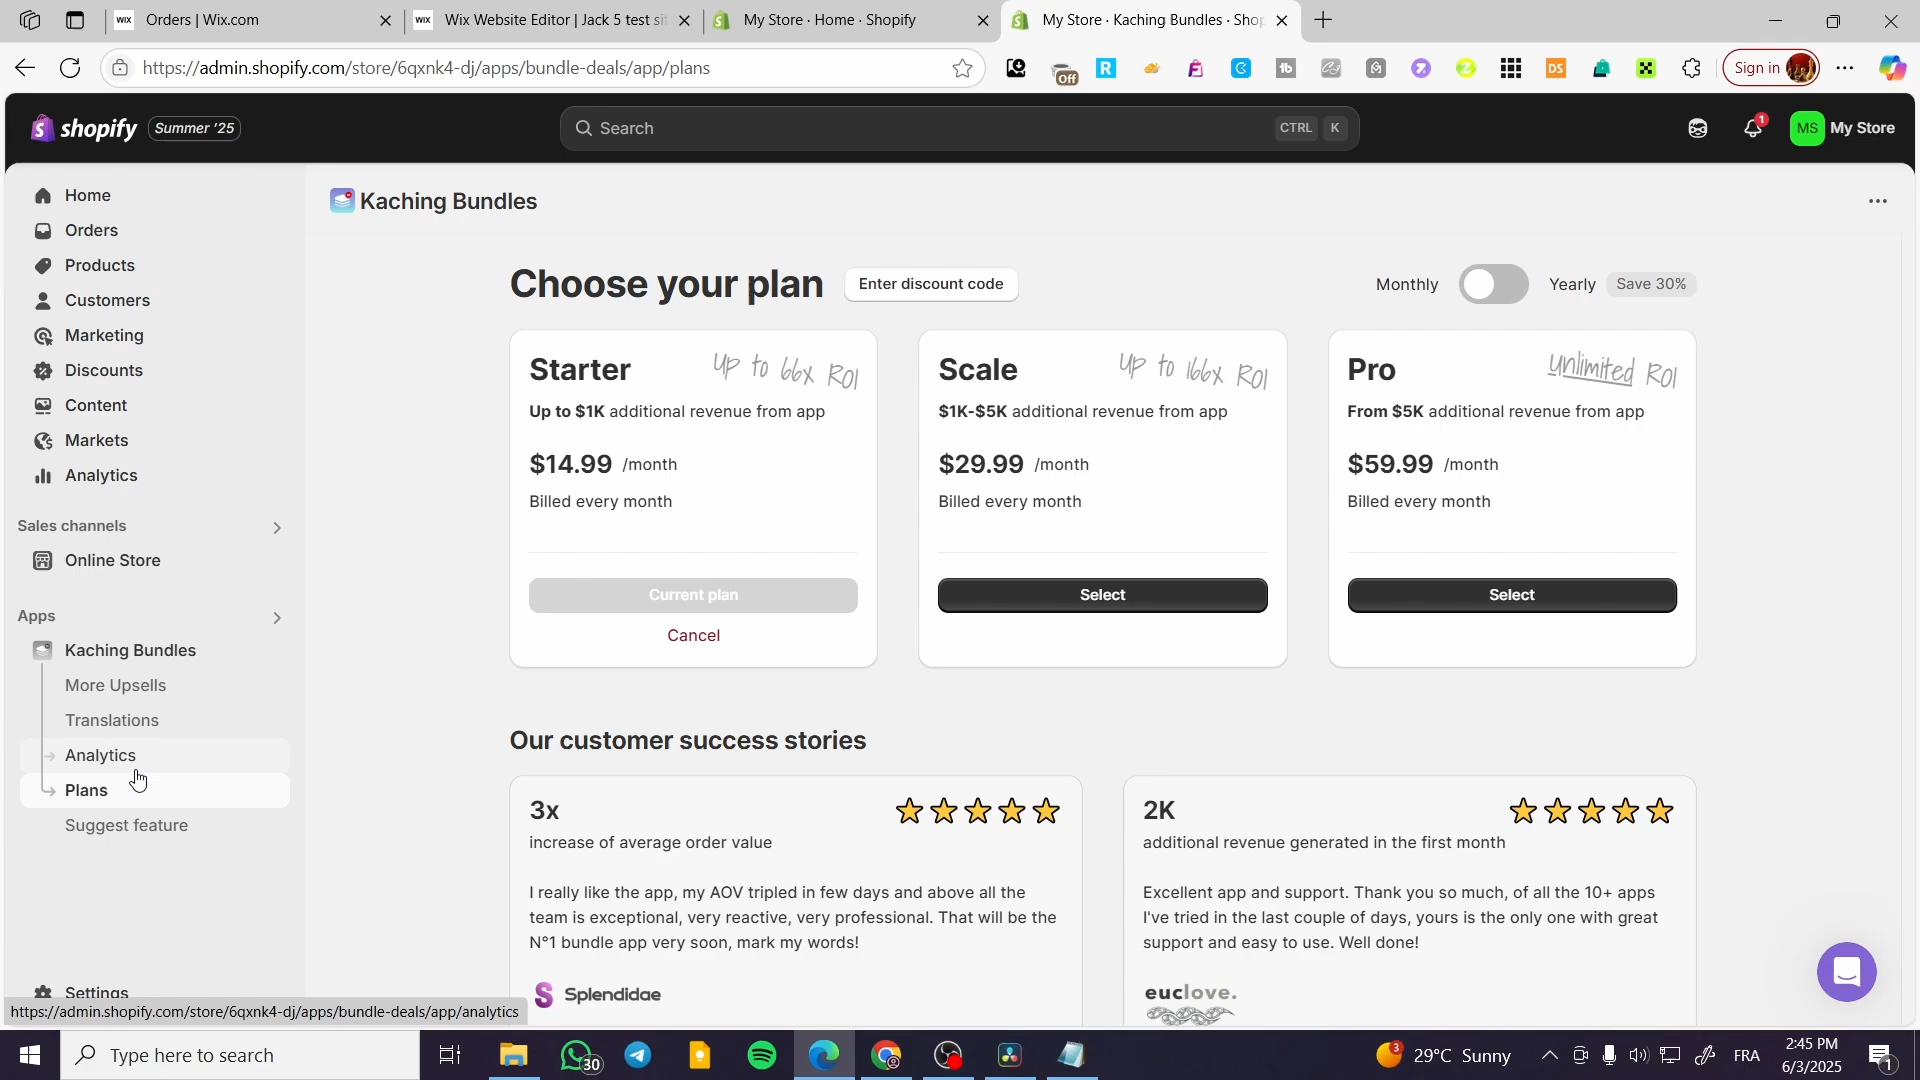 Orders | Wix.com
Wix Website Editor | Jack 5 test si
My Store · Home · Shopify
My Store · Kaching Bundles · Shop
https://admin.shopify.com/store/6qxnk4-dj/apps/bundle-deals/app/plans
Off
Sign in
shopify
Summer '25
Search
CTRL K
1
MS
My Store
Home
Orders
Products
Customers
Marketing
Discounts
Content
Markets
Analytics
Sales channels
Online Store
Apps
Kaching Bundles
More Upsells
Translations
Analytics
Plans
Suggest feature
Settings
https://admin.shopify.com/store/6qxnk4-dj/apps/bundle-deals/app/analytics
Kaching Bundles
Choose your plan
Enter discount code
Monthly
Yearly
Save 30%
Starter
Up to 66x ROI
Up to $1K additional revenue from app
$14.99 /month
Billed every month
Current plan
Cancel
Scale
Up to 166x ROI
$1K-$5K additional revenue from app
$29.99 /month
Billed every month
Select
Pro
Unlimited ROI
From $5K additional revenue from app
$59.99 /month
Billed every month
Select
Our customer success stories
3x
increase of average order value
I really like the app, my AOV tripled in few days and above all the
team is exceptional, very reactive, very professional. That will be the
N°1 bundle app very soon, mark my words!
Splendidae
2K
additional revenue generated in the first month
Excellent app and support. Thank you so much, of all the 10+ apps
I've tried in the last couple of days, yours is the only one with great
support and easy to use. Well done!
euclove.
Type here to search
30
3
29°C Sunny
FRA
2:45 PM
6/3/2025
1